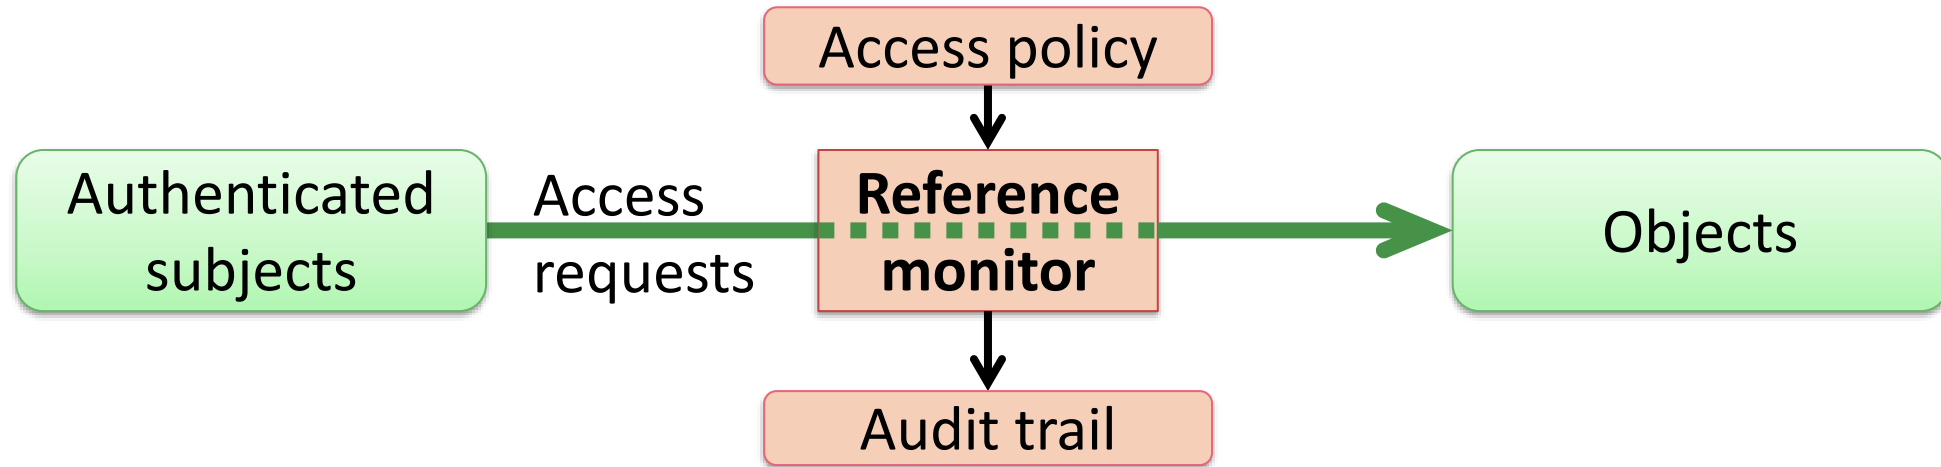 Access policy
Authenticated
subjects
Access
requests
Reference
monitor
Objects
Audit trail